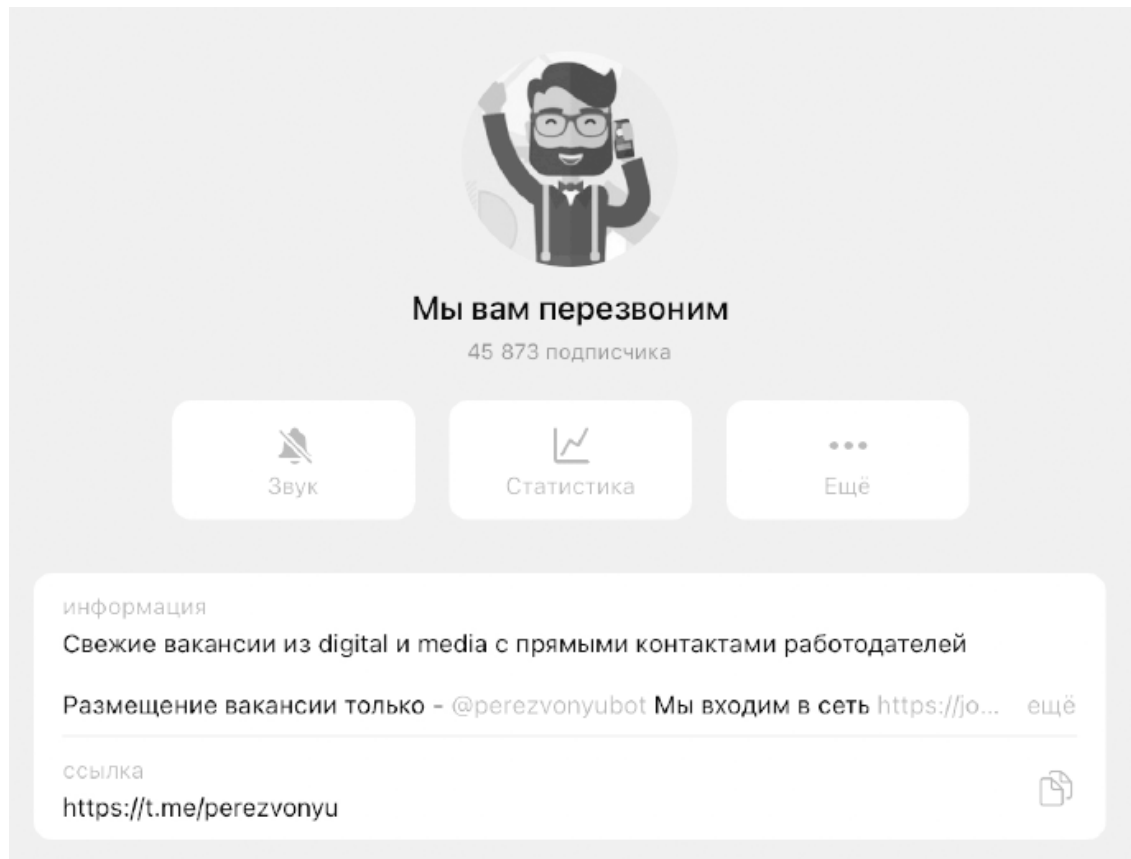 Мы вам перезвоним
45 873 подписчика
Звук
Статистика
Ещё
информация
Свежие вакансии из digital и media с прямыми контактами работодателей
Размещение вакансии только - @perezvonyubot Мы входим в сеть https://jo... ещё
ссылка
https://t.me/perezvonyu